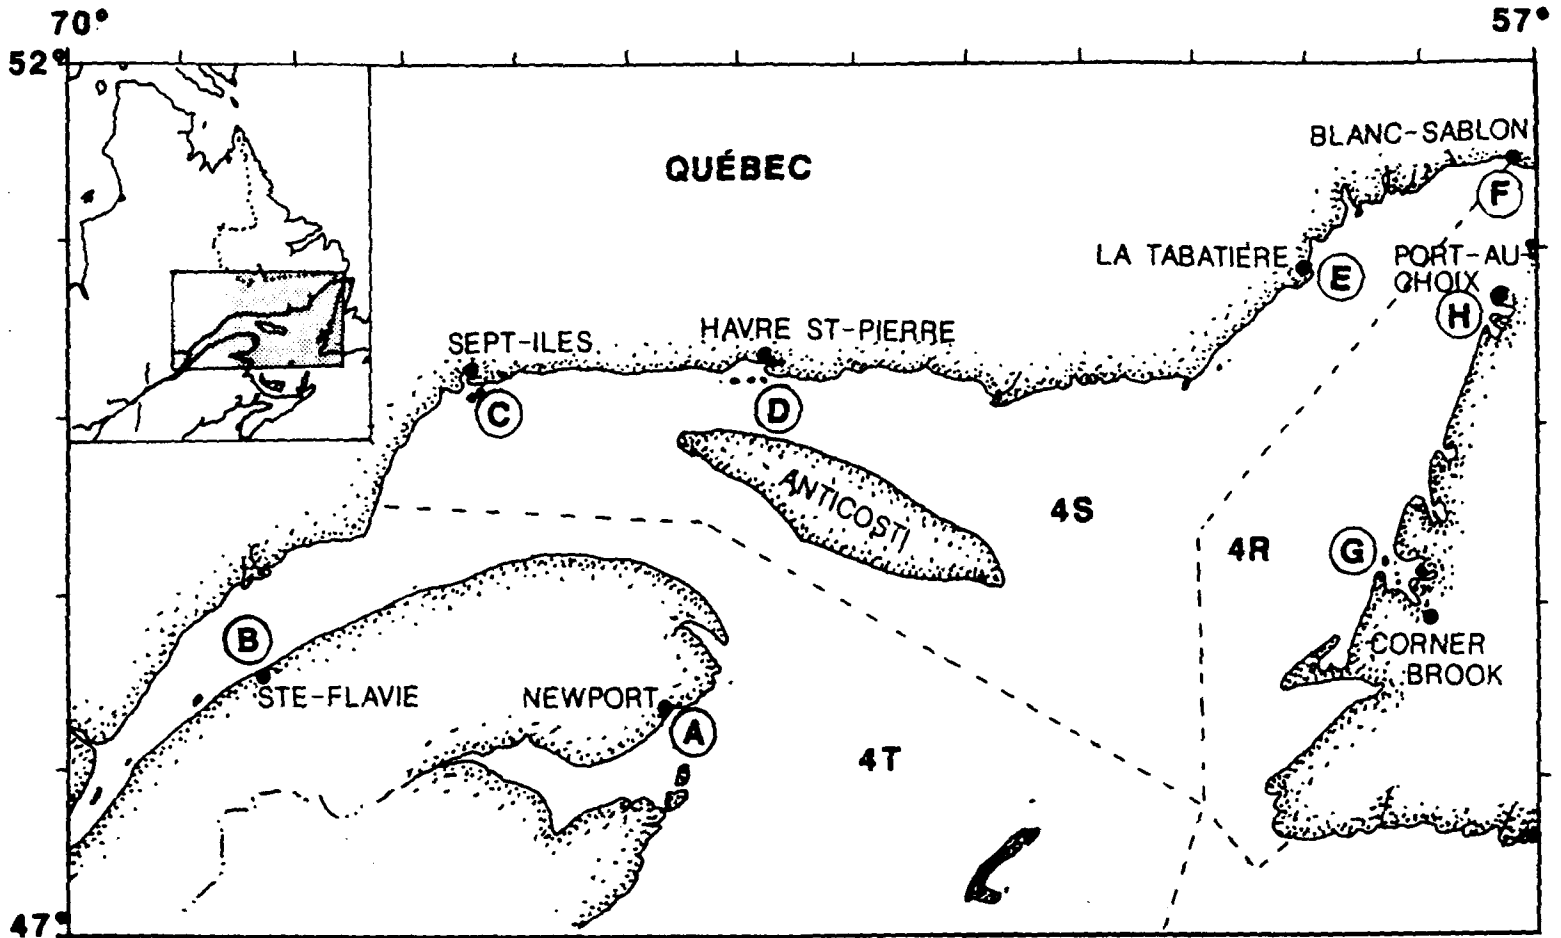 70°
57°
52°
BLANC-SABLON
QUÉBEC
F
LA TABATIÈRE
E
PORT-AU-
CHOIX
H
SEPT-ILES
HAVRE ST-PIERRE
C
D
ANTICOSTI
4S
4R
G
B
CORNER
BROOK
STE-FLAVIE
NEWPORT
A
4T
47°